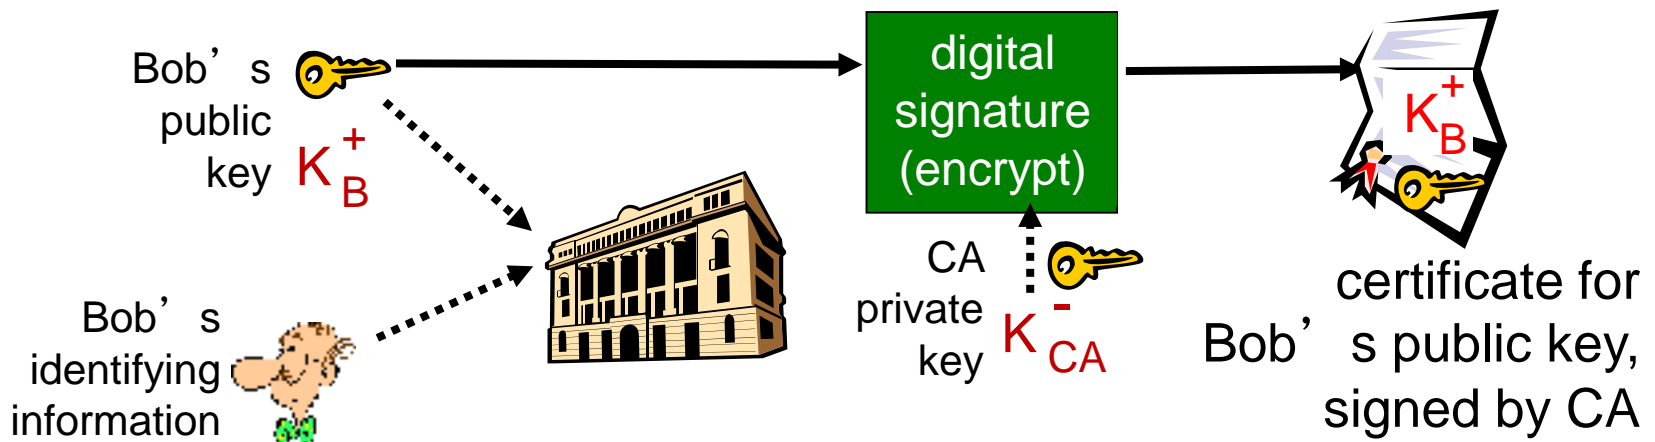 Bob’s
public
key
K+B
digital
signature
(encrypt)
K+B
Bob’s
identifying
information
CA
private
key
K-CA
certificate for
Bob’s public key,
signed by CA